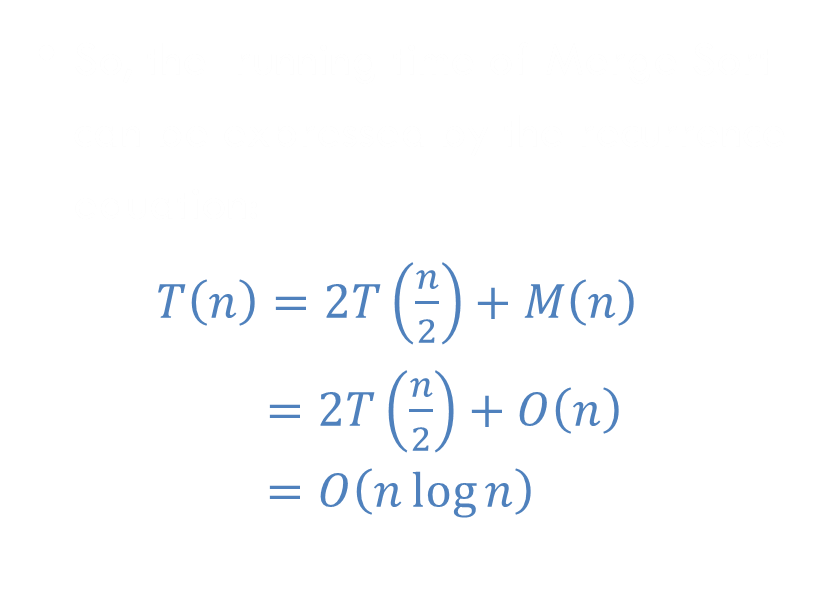 T(n) = 2T(n/2) + M(n)
= 2T(n/2) + O(n)
= O(n log n)